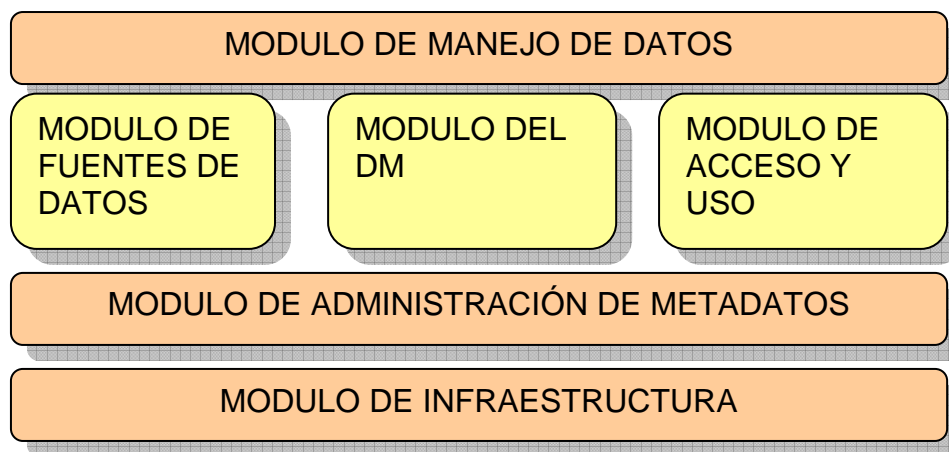 MODULO DE MANEJO DE DATOS
MODULO DE
FUENTES DE
DATOS
MODULO DEL
DM
MODULO DE
ACCESO Y
USO
MODULO DE ADMINISTRACIÓN DE METADATOS
MODULO DE INFRAESTRUCTURA